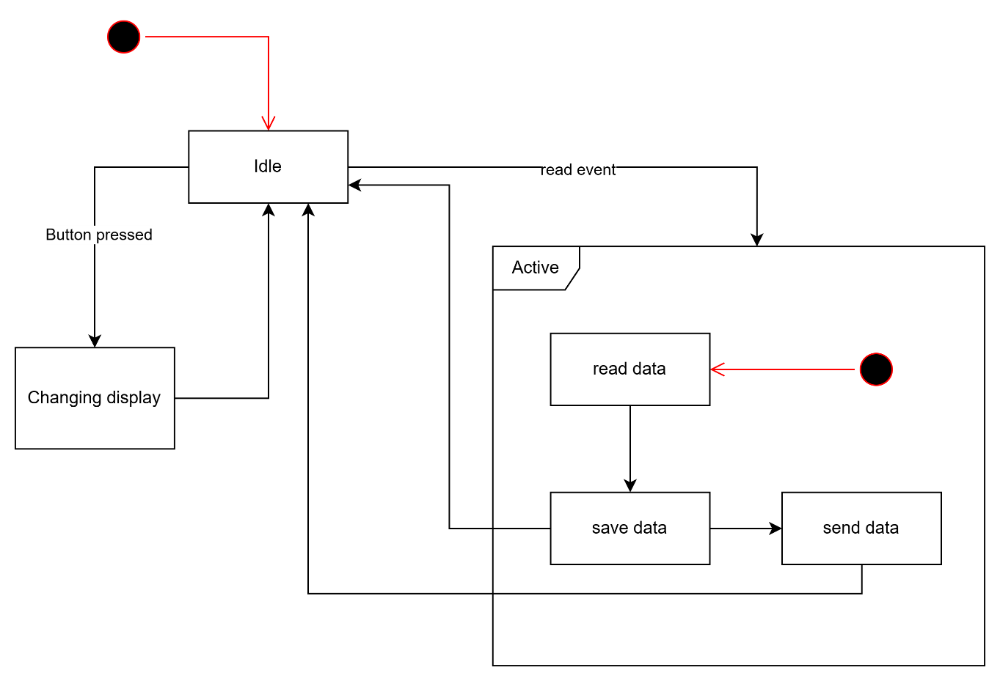 Idle
read event
Button pressed
Active
read data
Changing display
save data
send data